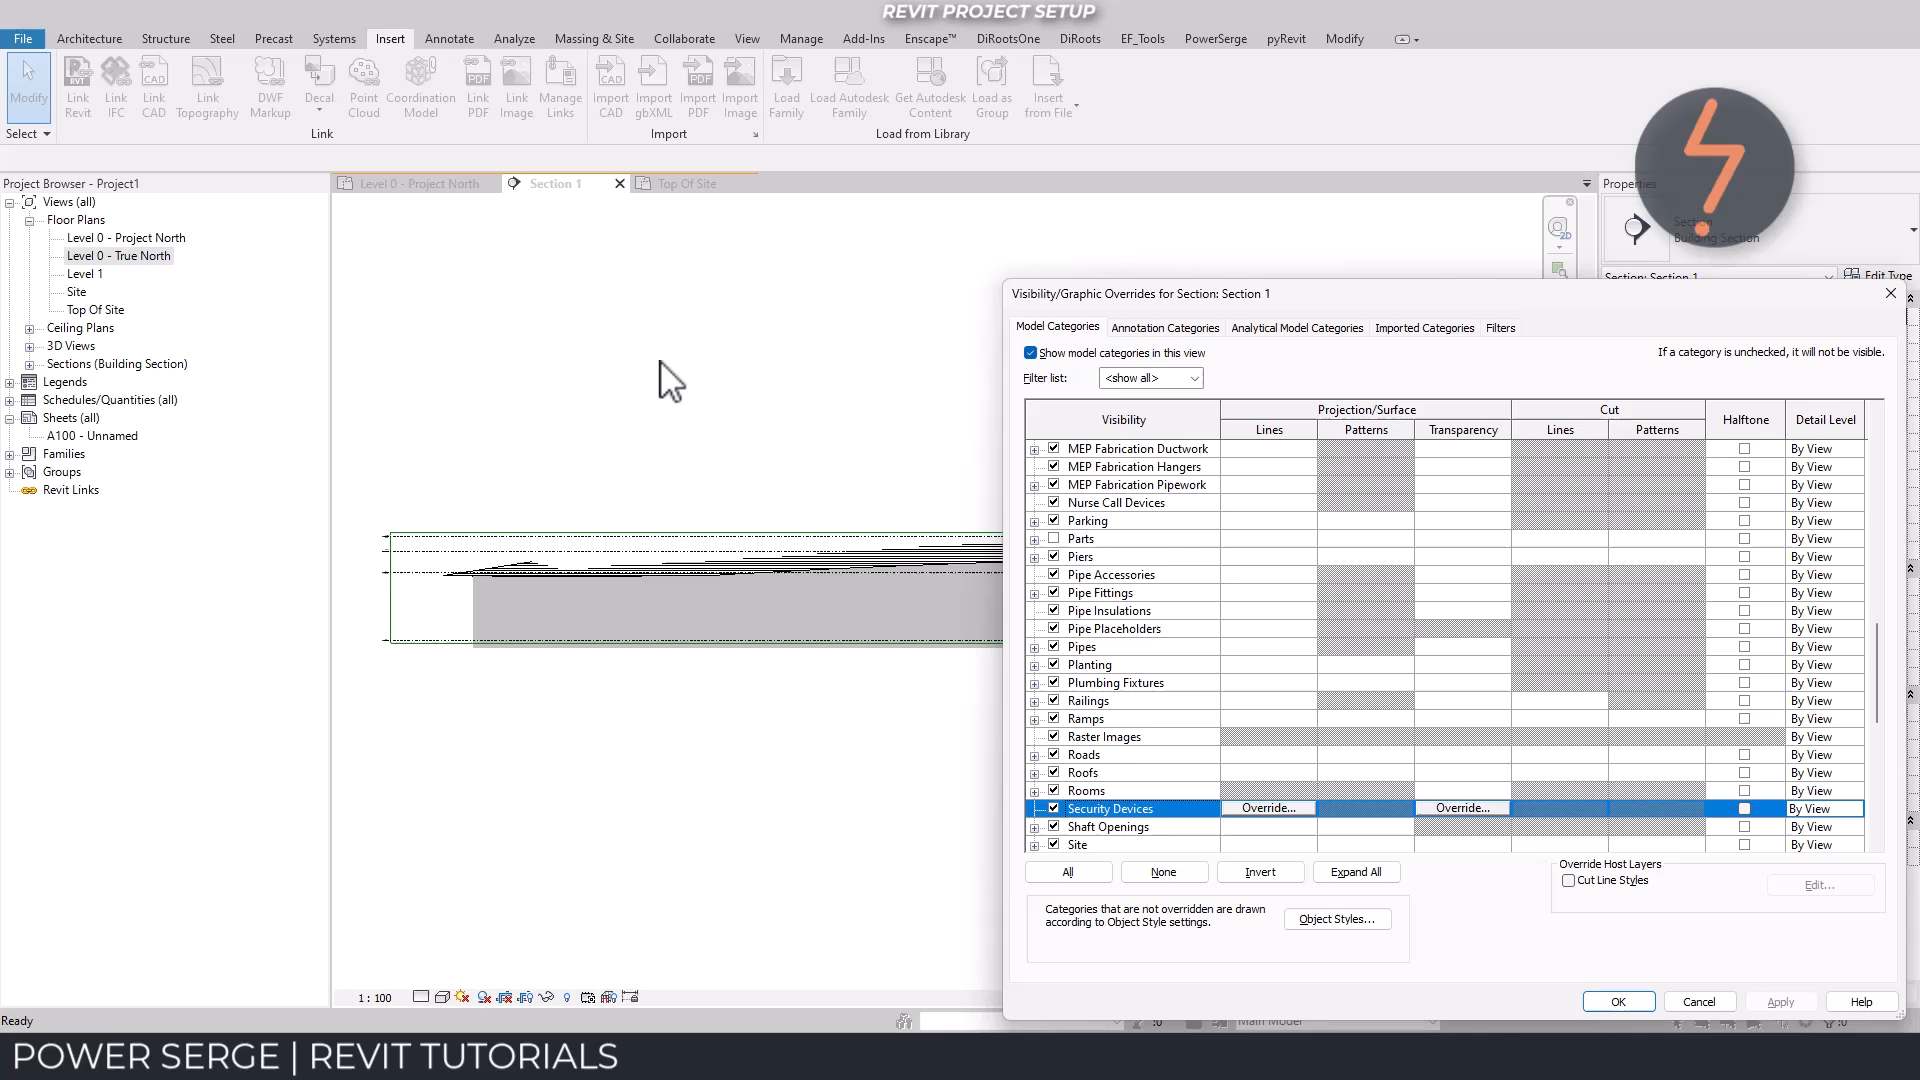 REVIT PROJECT SETUP
File Architecture Structure Steel Precast Systems Insert Annotate Analyze Massing & Site Collaborate View Manage Add-Ins Enscape™ DiRootsOne DiRoots EF_Tools PowerSerge pyRevit Modify
Modify
Link Revit
Link IFC
Link CAD
Link Topography
DWF Markup
Decal
Point Cloud
Coordination Model
Link PDF
Link Image
Manage Links
Import CAD
Import gbXML
Import PDF
Import Image
Load Family
Load Autodesk Family
Get Autodesk Content
Load as Group
Insert from File
Select Link Import Load from Library
Project Browser - Project1
Views (all)
Floor Plans
Level 0 - Project North
Level 0 - True North
Level 1
Site
Top Of Site
Ceiling Plans
3D Views
Sections (Building Section)
Legends
Schedules/Quantities (all)
Sheets (all)
A100 - Unnamed
Families
Groups
Revit Links
Level 0 - Project North Section 1 Top Of Site
2D
Properties
Section
Building Section
Section: Section 1 Edit Type
Visibility/Graphic Overrides for Section: Section 1
Model Categories Annotation Categories Analytical Model Categories Imported Categories Filters
Show model categories in this view If a category is unchecked, it will not be visible.
Filter list: <show all>
Visibility Projection/Surface Cut Halftone Detail Level
Lines Patterns Transparency Lines Patterns
MEP Fabrication Ductwork By View
MEP Fabrication Hangers By View
MEP Fabrication Pipework By View
Nurse Call Devices By View
Parking By View
Parts By View
Piers By View
Pipe Accessories By View
Pipe Fittings By View
Pipe Insulations By View
Pipe Placeholders By View
Pipes By View
Planting By View
Plumbing Fixtures By View
Railings By View
Ramps By View
Raster Images By View
Roads By View
Roofs By View
Rooms By View
Security Devices Override... Override... By View
Shaft Openings By View
Site By View
All None Invert Expand All
Override Host Layers
Cut Line Styles Edit...
Categories that are not overridden are drawn
according to Object Style settings.
Object Styles...
OK Cancel Apply Help
1 : 100
Ready :0 Main Model :0
POWER SERGE | REVIT TUTORIALS